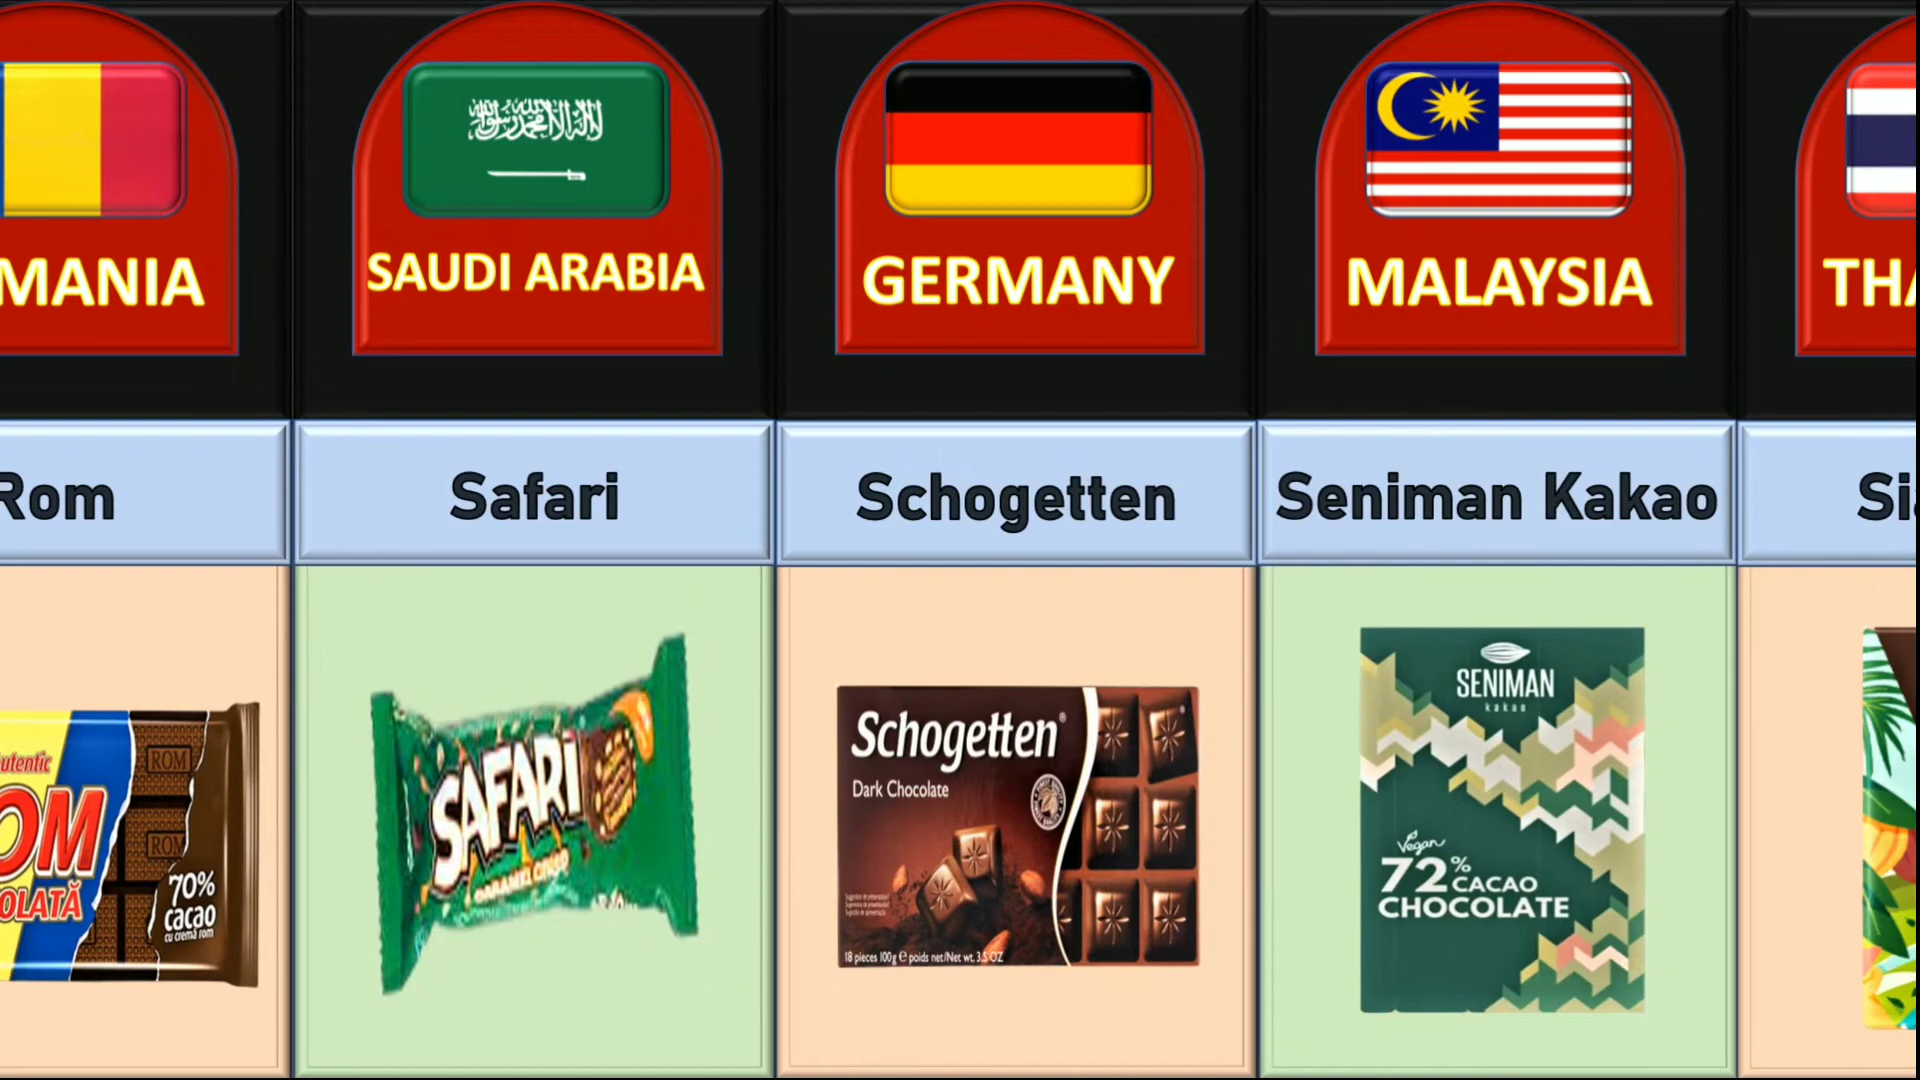 MANIA
SAUDI ARABIA
GERMANY
MALAYSIA
THA
Rom
Safari
Schogetten
Seniman Kakao
Si
utentic
OM
OLATĂ
ROM
ROM
70%
cacao
cu cremă rom
SAFARI
CARAMEL CRISP
Schogetten®
Dark Chocolate
18 pieces 100g e poids net/Net wt. 3.5 OZ
SENIMAN
kakao
Vegan
72% CACAO
CHOCOLATE